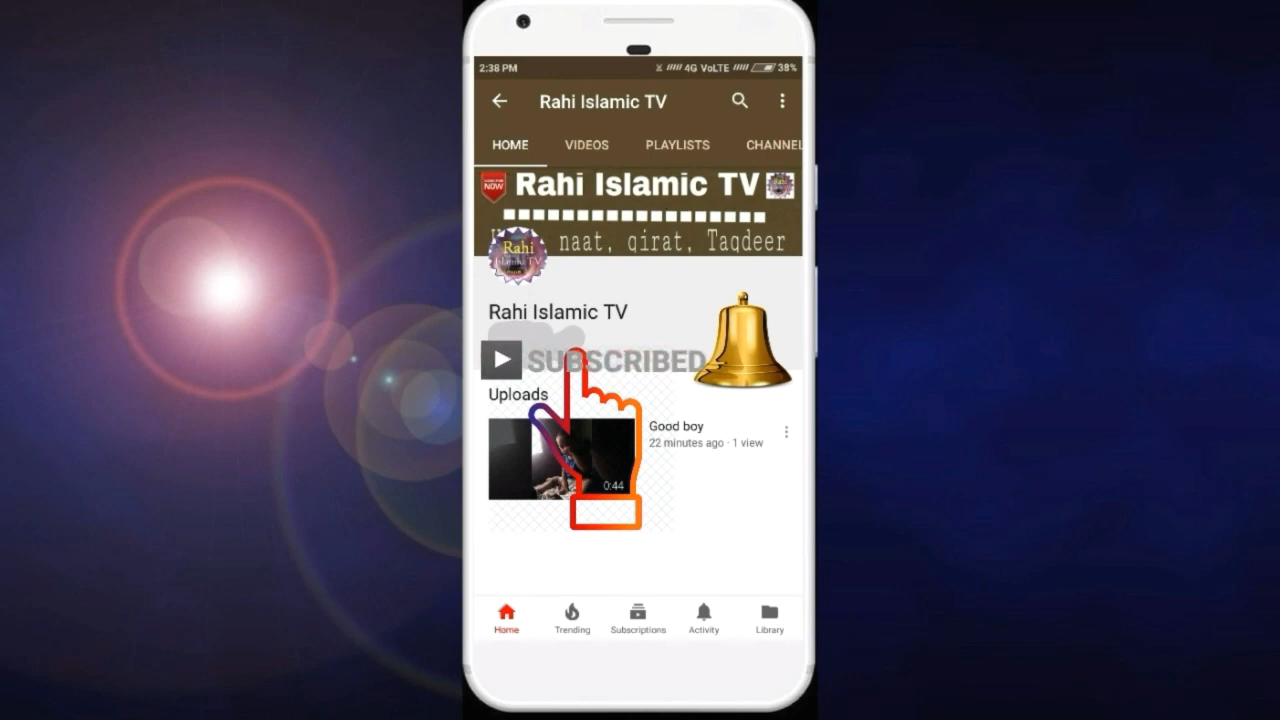 2:38 PM 4G VoLTE 38%
Rahi Islamic TV
HOME VIDEOS PLAYLISTS CHANNEL
NOW Rahi Islamic TV
naat, qirat, Taqdeer
Rahi
Islamic TV
Rahi Islamic TV
SUBSCRIBED
Uploads
Good boy
22 minutes ago · 1 view
0:44
Home Trending Subscriptions Activity Library